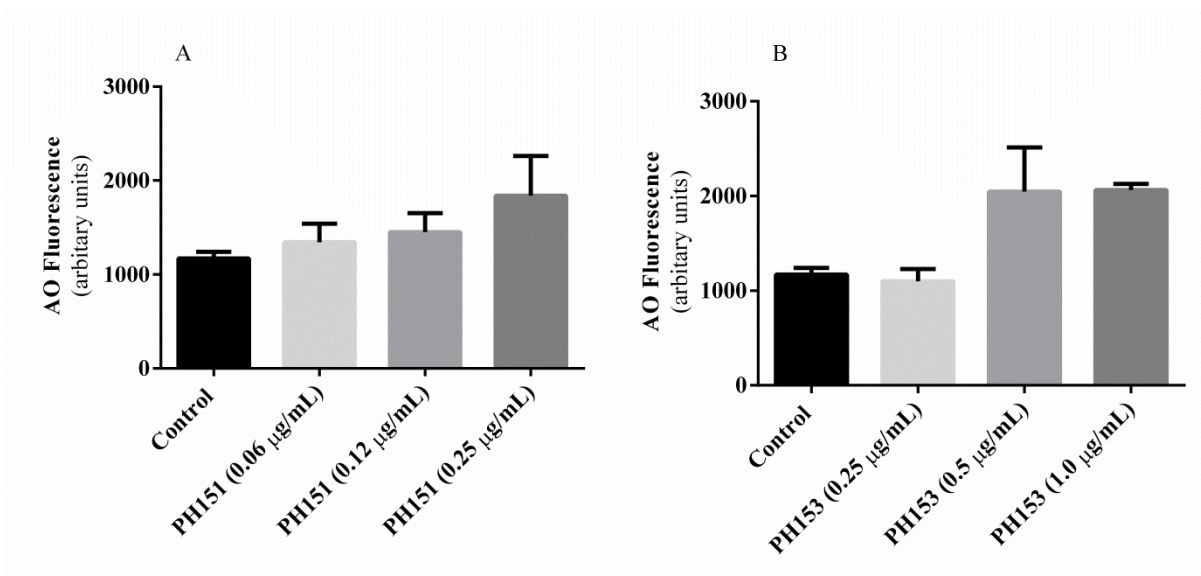 A
AO Fluorescence
(arbitary units)
3000
2000
1000
0
Control
PH151 (0.06 μg/mL)
PH151 (0.12 μg/mL)
PH151 (0.25 μg/mL)
B
AO Fluorescence
(arbitary units)
3000
2000
1000
0
Control
PH153 (0.25 μg/mL)
PH153 (0.5 μg/mL)
PH153 (1.0 μg/mL)